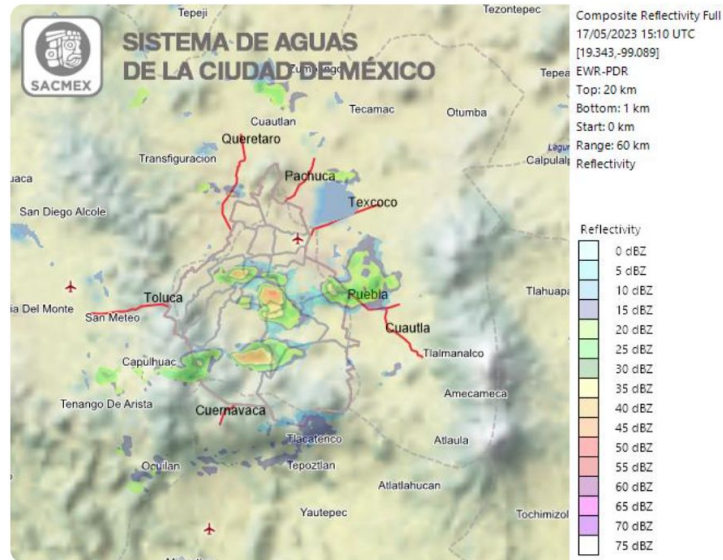 Tepeji
Tezontepec
SACMEX
SISTEMA DE AGUAS
DE LA CIUDAD DE MÉXICO
Zumpango
Tepea
Tecamac
Otumba
Cuautlan
Queretaro
Transfiguracion
Calpulalp
Pachuca
uaca
Texcoco
San Diego Alcole
Tlahuapa
Toluca
Puebla
ia Del Monte
San Meteo
Cuautla
Tlalmanalco
Capulhuac
Amecameca
Tenango De Arista
Cuernavaca
Tlacatenco
Atlaula
Ocuilan
Tepoztlan
Atlatlahucan
Yautepec
Tochimizol
Composite Reflectivity Full
17/05/2023 15:10 UTC
[19.343,-99.089]
EWR-PDR
Top: 20 km
Bottom: 1 km
Start: 0 km
Range: 60 km
Reflectivity
Reflectivity
0 dBZ
5 dBZ
10 dBZ
15 dBZ
20 dBZ
25 dBZ
30 dBZ
35 dBZ
40 dBZ
45 dBZ
50 dBZ
55 dBZ
60 dBZ
65 dBZ
70 dBZ
75 dBZ